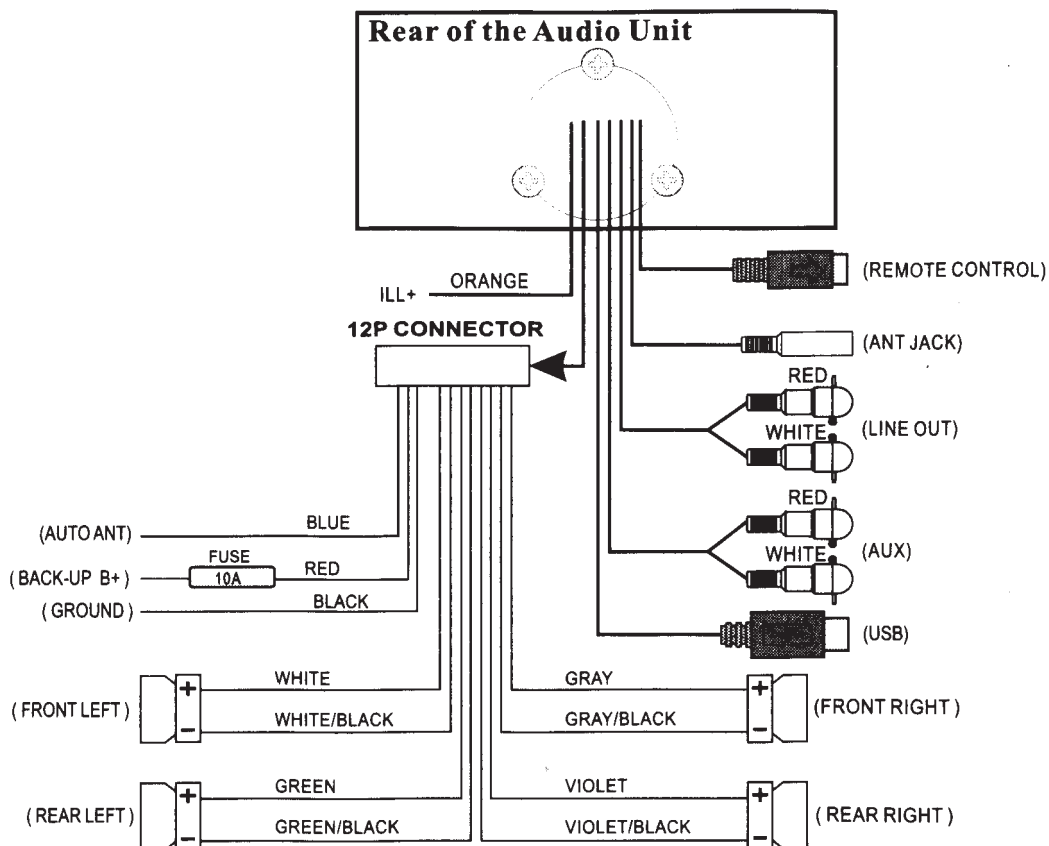 Rear of the Audio Unit
ILL+
ORANGE
(REMOTE CONTROL)
12P CONNECTOR
(ANT JACK)
RED
WHITE
(LINE OUT)
RED
WHITE
(AUX)
(USB)
(AUTO ANT)
BLUE
(BACK-UP B+)
FUSE
10A
RED
(GROUND)
BLACK
(FRONT LEFT)
+
WHITE
-
WHITE/BLACK
GRAY
+
GRAY/BLACK
-
(FRONT RIGHT)
(REAR LEFT)
+
GREEN
-
GREEN/BLACK
VIOLET
+
VIOLET/BLACK
-
(REAR RIGHT)